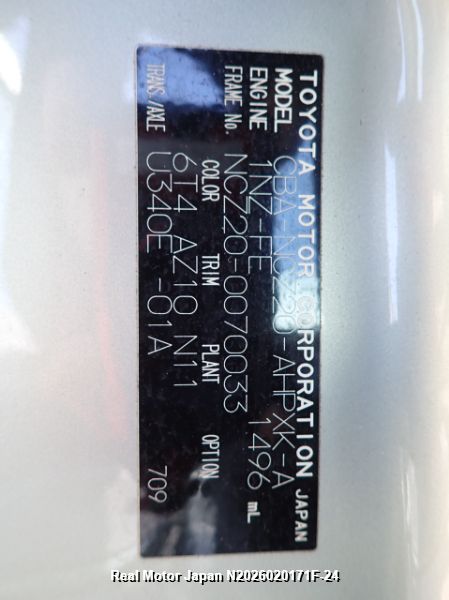 TOYOTA MOTOR CORPORATION JAPAN
MODEL CBA-NCZ20-AHPXK-A
ENGINE 1NZ-FE 1496 mL
FRAME No. NCZ20-0070033
COLOR TRIM PLANT OPTION
6T4 AZ10 N11
TRANS./AXLE U340E -01A 709
Real Motor Japan N2026020171F-24